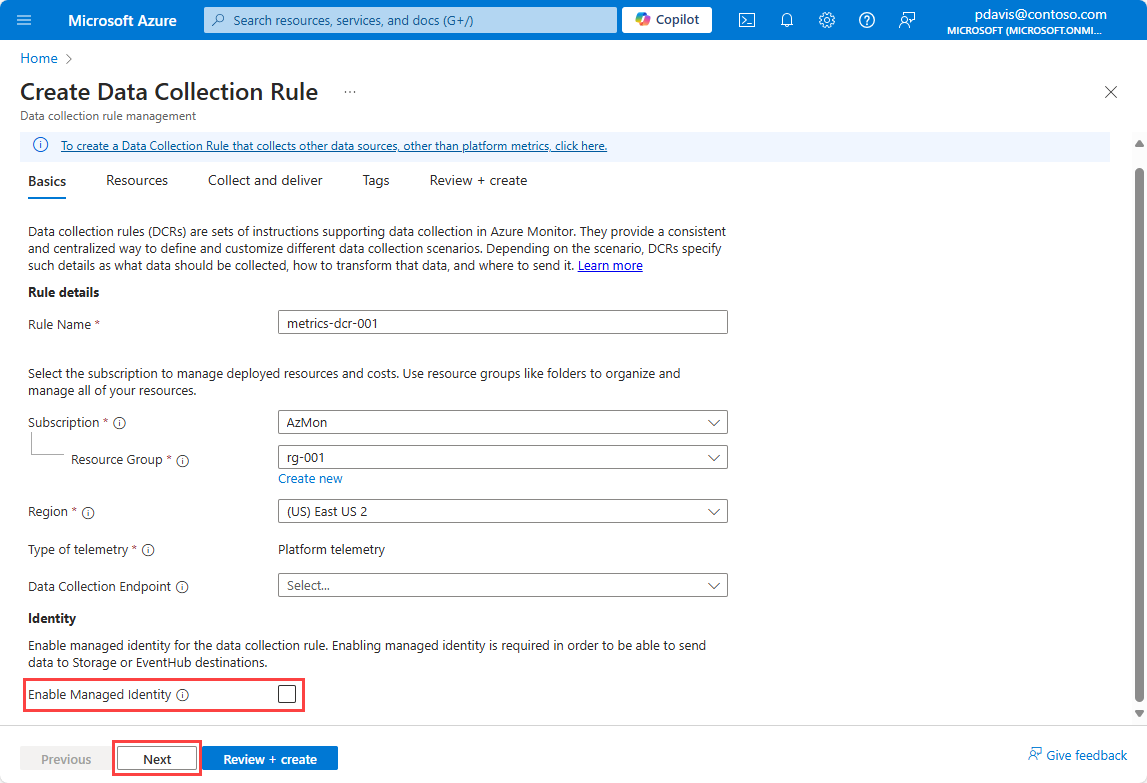 Microsoft Azure
Search resources, services, and docs (G+/)
Copilot
pdavis@contoso.com
MICROSOFT (MICROSOFT.ONMI...
Home
Create Data Collection Rule ...
Data collection rule management
To create a Data Collection Rule that collects other data sources, other than platform metrics, click here.
Basics Resources Collect and deliver Tags Review + create
Data collection rules (DCRs) are sets of instructions supporting data collection in Azure Monitor. They provide a consistent
and centralized way to define and customize different data collection scenarios. Depending on the scenario, DCRs specify
such details as what data should be collected, how to transform that data, and where to send it. Learn more
Rule details
Rule Name * metrics-dcr-001
Select the subscription to manage deployed resources and costs. Use resource groups like folders to organize and
manage all of your resources.
Subscription * AzMon
Resource Group * rg-001
Create new
Region * (US) East US 2
Type of telemetry * Platform telemetry
Data Collection Endpoint Select...
Identity
Enable managed identity for the data collection rule. Enabling managed identity is required in order to be able to send
data to Storage or EventHub destinations.
Enable Managed Identity
Previous Next Review + create Give feedback